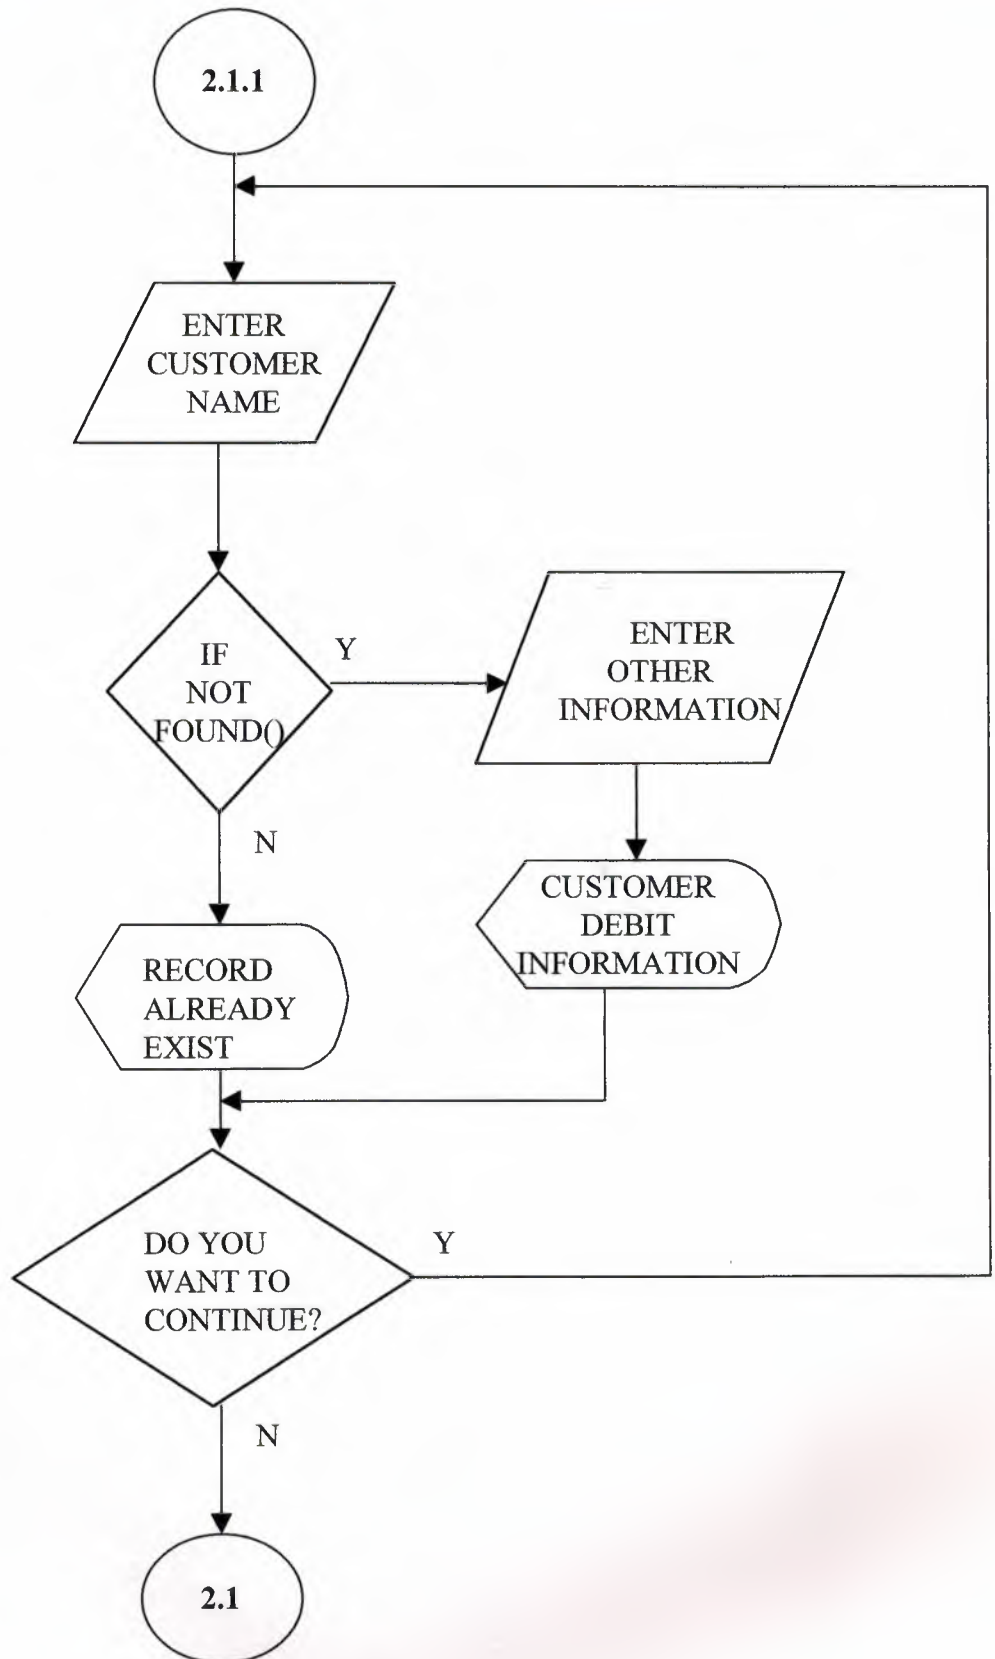 2.1.1
ENTER
CUSTOMER
NAME
IF
NOT
FOUND()
Y
ENTER
OTHER
INFORMATION
N
CUSTOMER
DEBIT
INFORMATION
RECORD
ALREADY
EXIST
DO YOU
WANT TO
CONTINUE?
Y
N
2.1